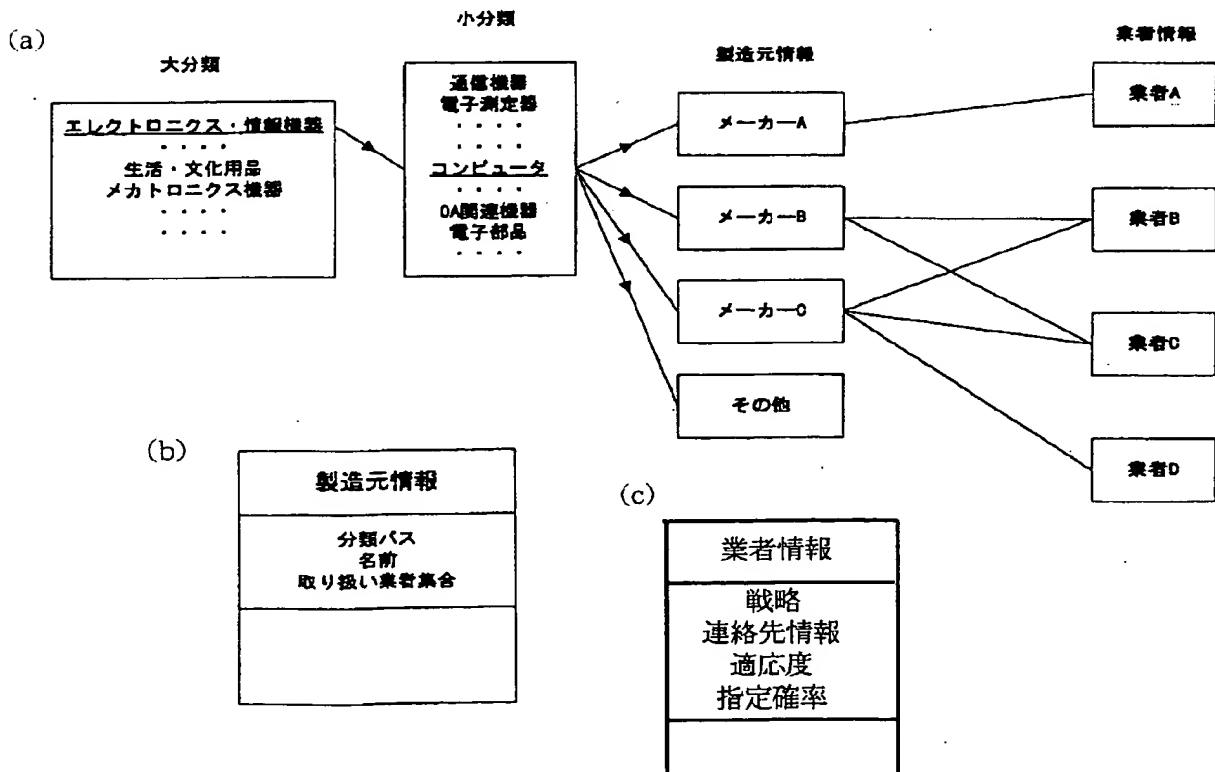 (a)
大分類
エレクトロニクス・情報機器
・・・・
生活・文化用品
メカトロニクス機器
・・・・
・・・・
小分類
通信機器
電子測定器
・・・・
・・・・
コンピュータ
・・・・
OA関連機器
電子部品
・・・・
製造元情報
メーカーA
メーカーB
メーカーC
その他
業者情報
業者A
業者B
業者C
業者D
(b)
製造元情報
分類パス
名前
取り扱い業者集合
(c)
業者情報
戦略
連絡先情報
適応度
指定確率